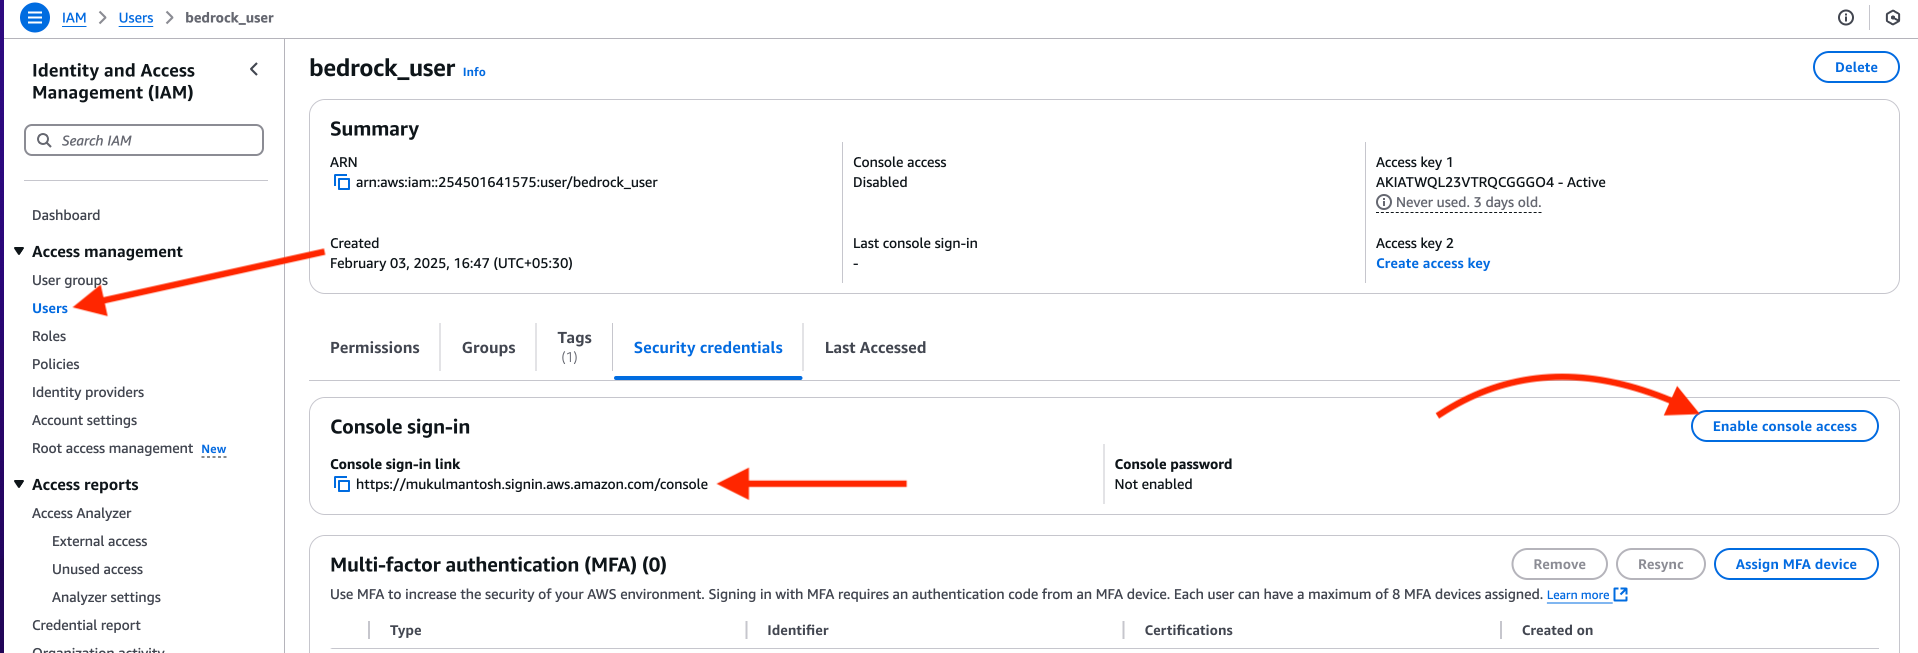 IAM > Users > bedrock_user
Identity and Access
Management (IAM)
Search IAM
Dashboard
Access management
User groups
Users
Roles
Policies
Identity providers
Account settings
Root access management New
Access reports
Access Analyzer
External access
Unused access
Analyzer settings
Credential report
Organization activity
bedrock_user Info
Delete
Summary
ARN
arn:aws:iam::254501641575:user/bedrock_user
Created
February 03, 2025, 16:47 (UTC+05:30)
Console access
Disabled
Last console sign-in
-
Access key 1
AKIATWQL23VTRQCGGGO4 - Active
Never used. 3 days old.
Access key 2
Create access key
Permissions
Groups
Tags
(1)
Security credentials
Last Accessed
Console sign-in
Enable console access
Console sign-in link
https://mukulmantosh.signin.aws.amazon.com/console
Console password
Not enabled
Multi-factor authentication (MFA) (0)
Remove
Resync
Assign MFA device
Use MFA to increase the security of your AWS environment. Signing in with MFA requires an authentication code from an MFA device. Each user can have a maximum of 8 MFA devices assigned. Learn more
Type
Identifier
Certifications
Created on